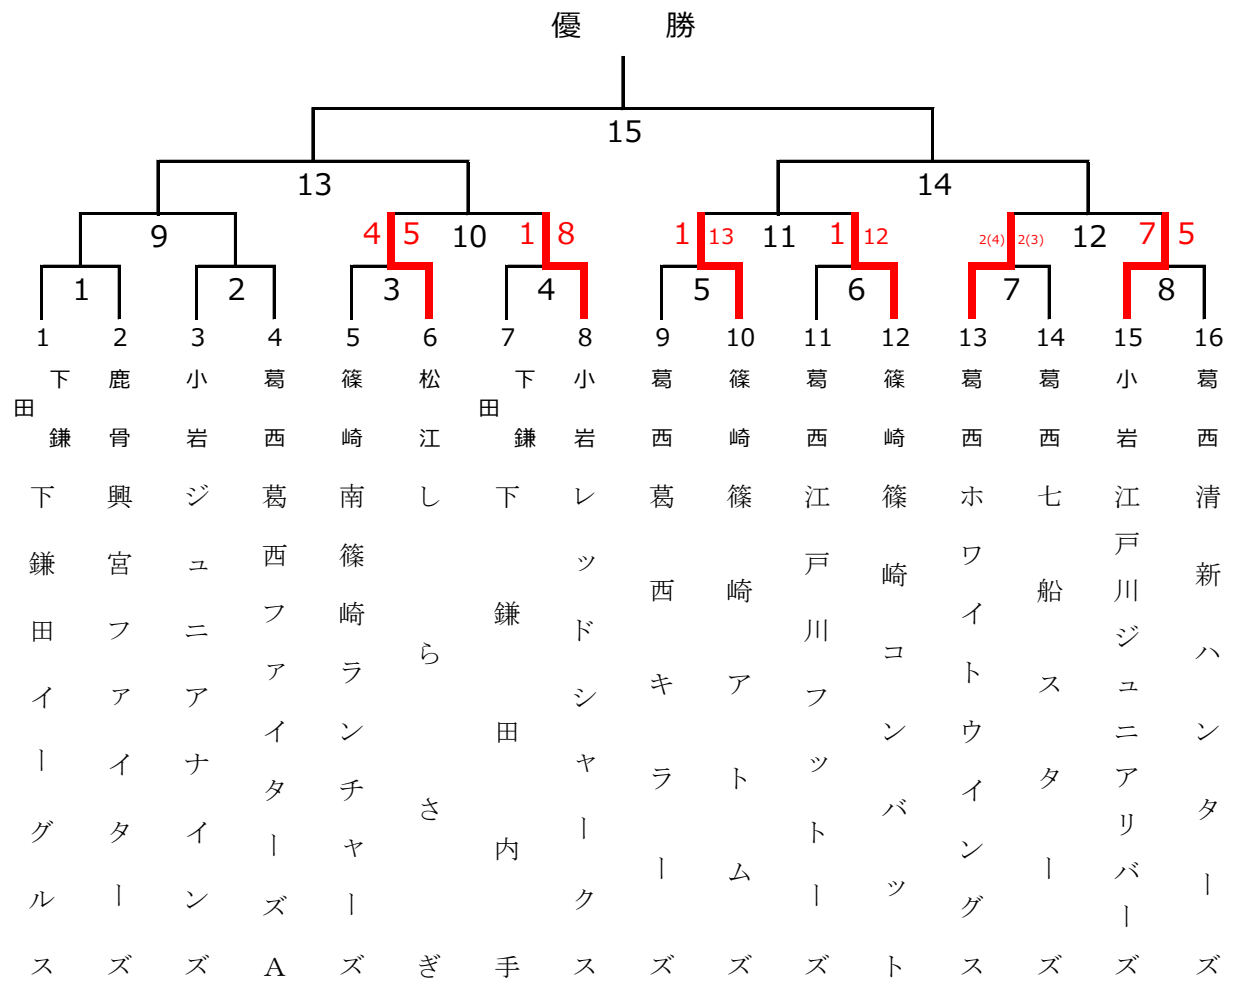 優勝
15
13
14
9
4
5
10
1
8
1
13
11
1
12
2(4)
2(3)
12
7
5
1
2
3
4
5
6
7
8
1
2
3
4
5
6
7
8
9
10
11
12
13
14
15
16
下鎌田
鹿骨
小岩
葛西
篠崎
松江
下鎌田
小岩
葛西
篠崎
葛西
篠崎
葛西
葛西
小岩
葛西
下鎌田イーグルス
興宮ファイターズ
ジュニアナインズ
葛西ファイターズA
南篠崎ランチャーズ
しらさぎ
下鎌田内手
レッドシャークス
葛西キラーズ
篠崎アトムズ
江戸川フットーズ
篠崎コンバット
ホワイトウイングス
七船スターズ
江戸川ジュニアリバーズ
清新ハンターズ